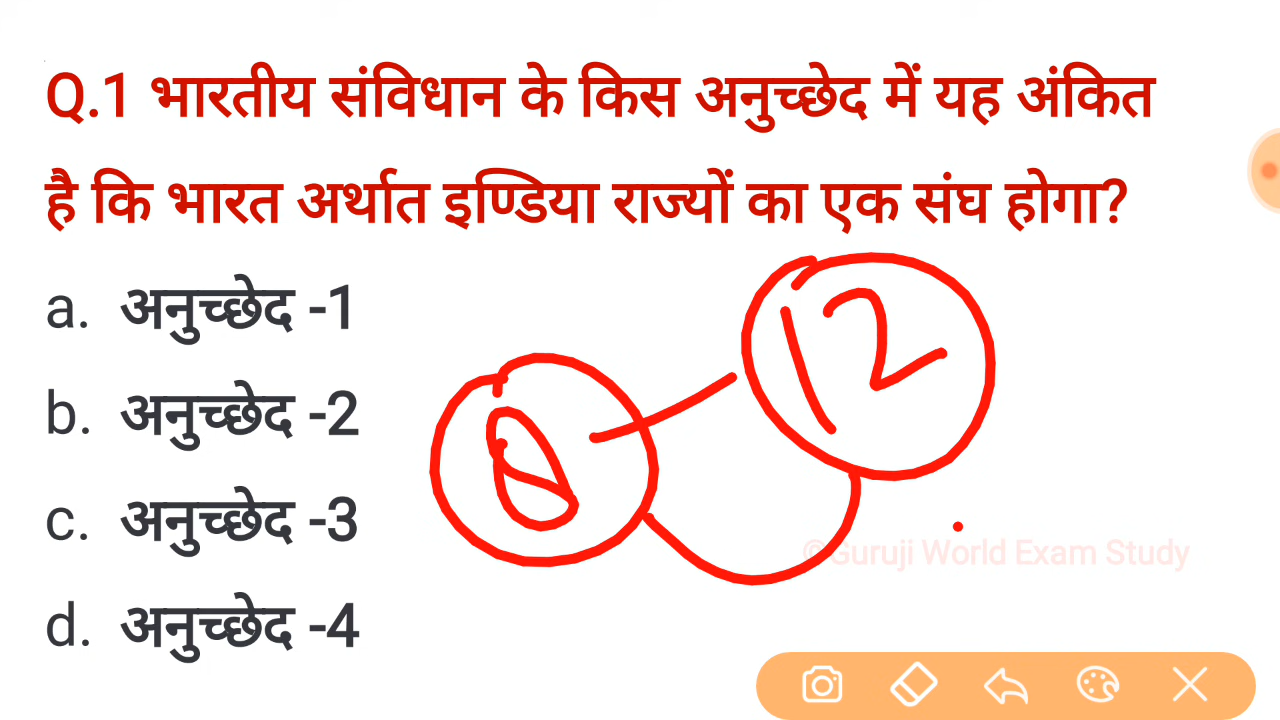 Q.1 भारतीय संविधान के किस अनुच्छेद में यह अंकित
है कि भारत अर्थात इण्डिया राज्यों का एक संघ होगा?
a. अनुच्छेद -1
12
b. अनुच्छेद -2
c. अनुच्छेद -3
©Guruji World Exam Study
d. अनुच्छेद -4